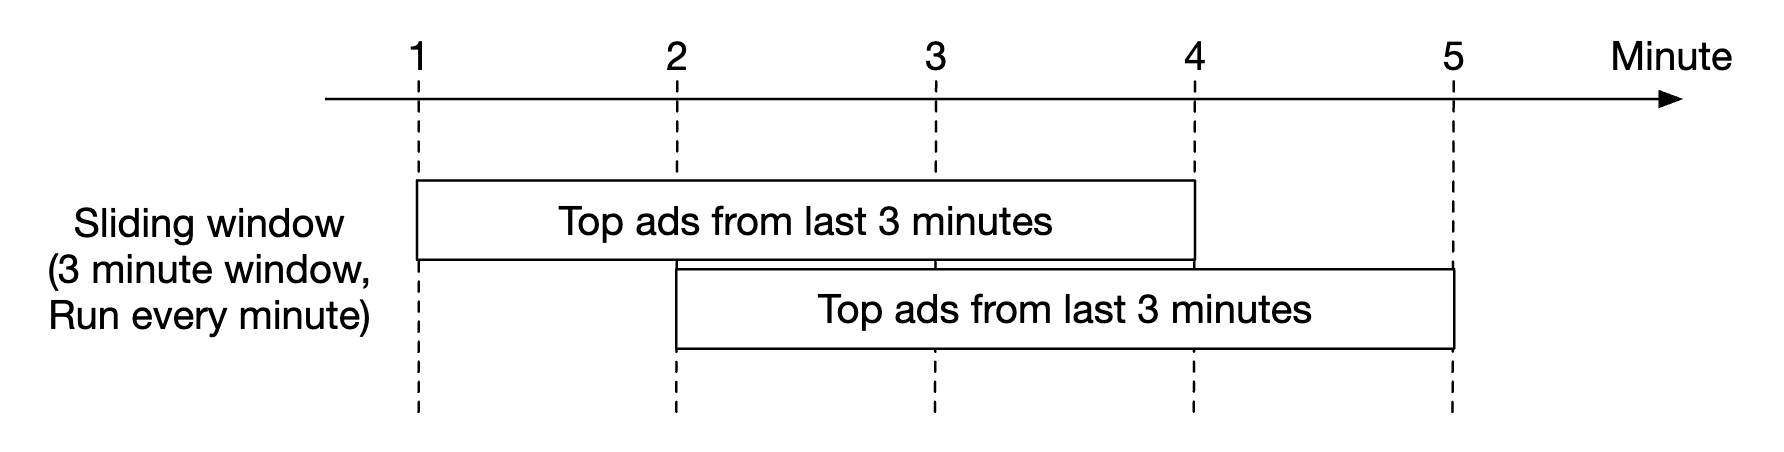 1 2 3 4 5 Minute
Top ads from last 3 minutes
Sliding window
(3 minute window,
Run every minute)
Top ads from last 3 minutes